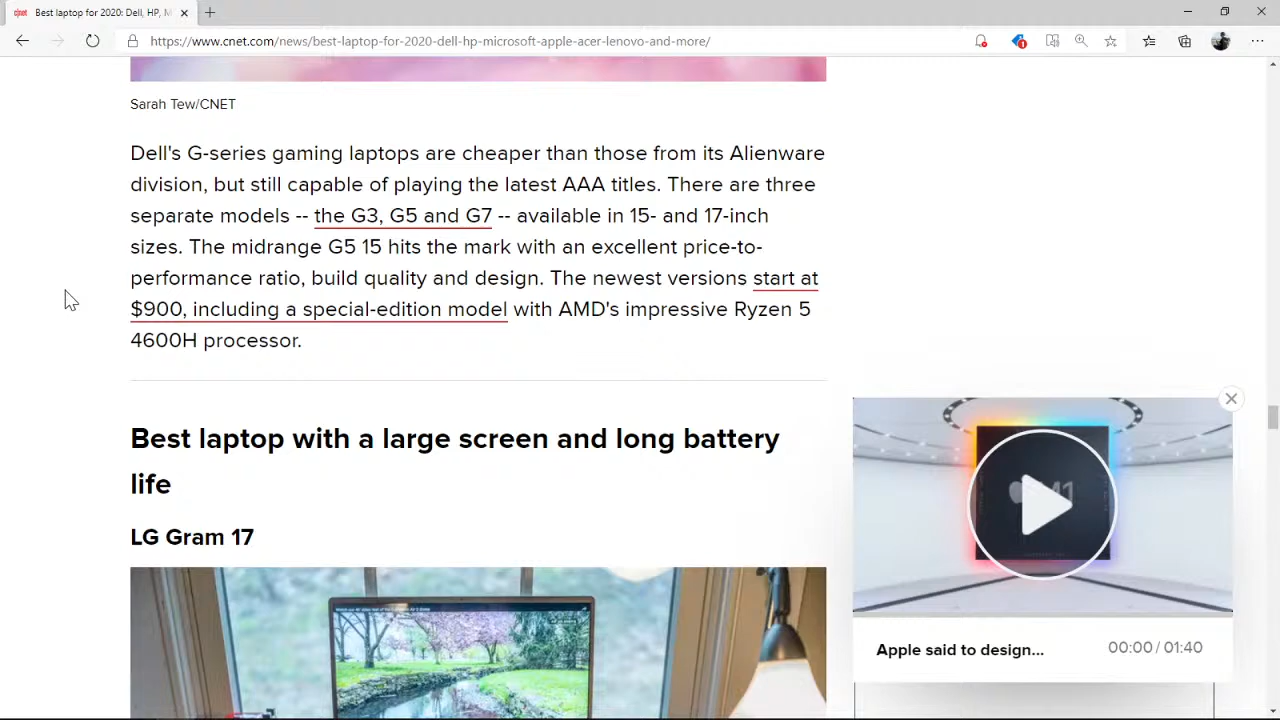 c|net
Best laptop for 2020: Dell, HP, M
https://www.cnet.com/news/best-laptop-for-2020-dell-hp-microsoft-apple-acer-lenovo-and-more/
1
Sarah Tew/CNET
Dell's G-series gaming laptops are cheaper than those from its Alienware
division, but still capable of playing the latest AAA titles. There are three
separate models -- the G3, G5 and G7 -- available in 15- and 17-inch
sizes. The midrange G5 15 hits the mark with an excellent price-to-
performance ratio, build quality and design. The newest versions start at
$900, including a special-edition model with AMD's impressive Ryzen 5
4600H processor.
Best laptop with a large screen and long battery
life
LG Gram 17
M1
Apple said to design...
00:00 / 01:40